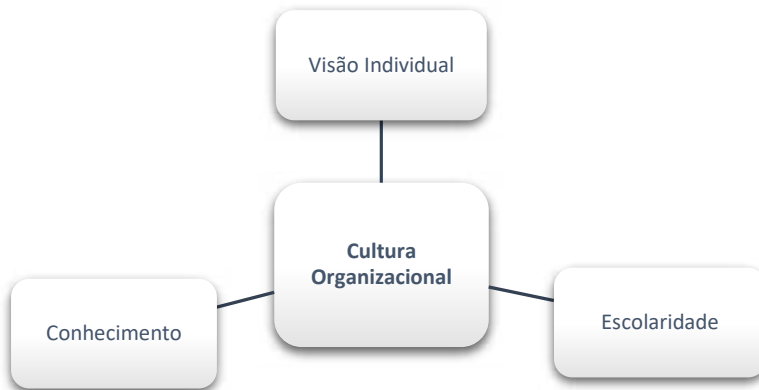 Visão Individual
Cultura
Organizacional
Conhecimento
Escolaridade